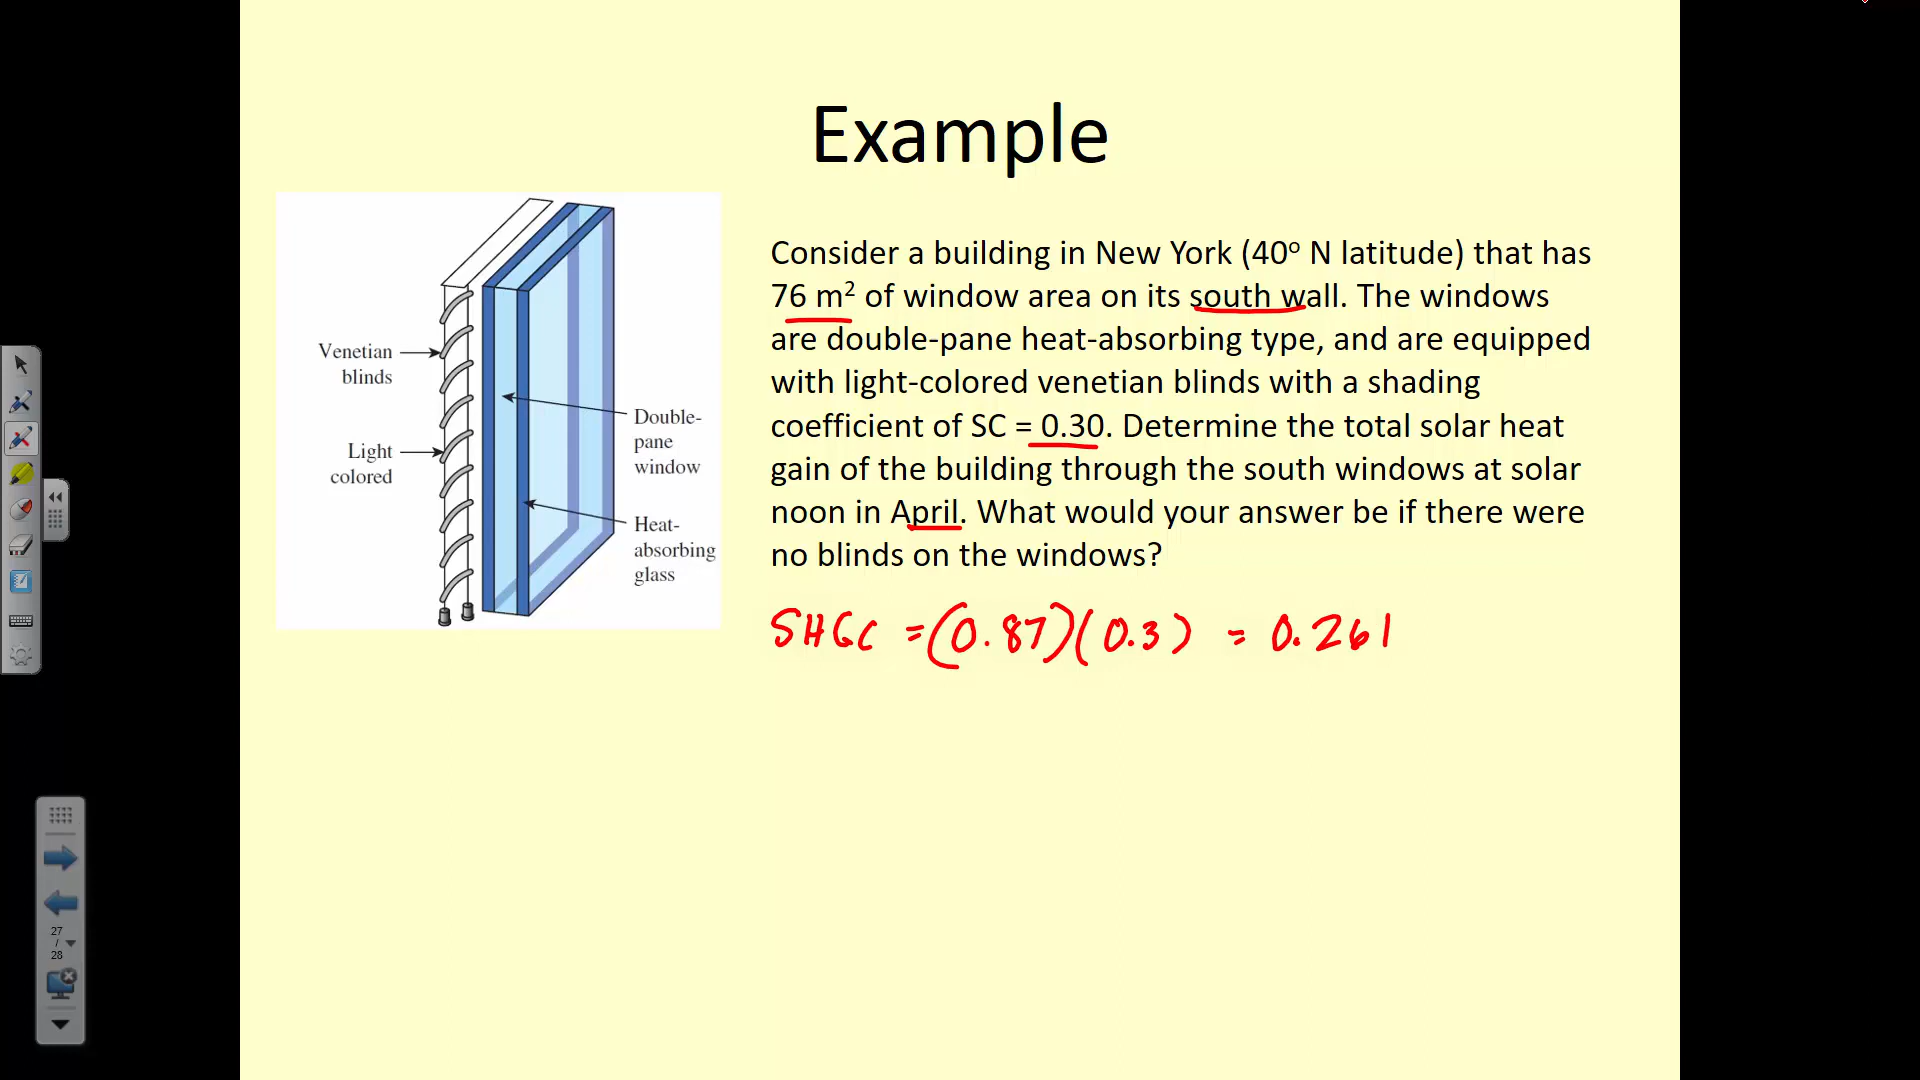 Example
Consider a building in New York (40º N latitude) that has
76 m² of window area on its south wall. The windows
are double-pane heat-absorbing type, and are equipped
with light-colored venetian blinds with a shading
coefficient of SC = 0.30. Determine the total solar heat
gain of the building through the south windows at solar
noon in April. What would your answer be if there were
no blinds on the windows?
SHGC = (0.87)(0.3) = 0.261
Venetian
blinds
Light
colored
Double-
pane
window
Heat-
absorbing
glass
27
/
28